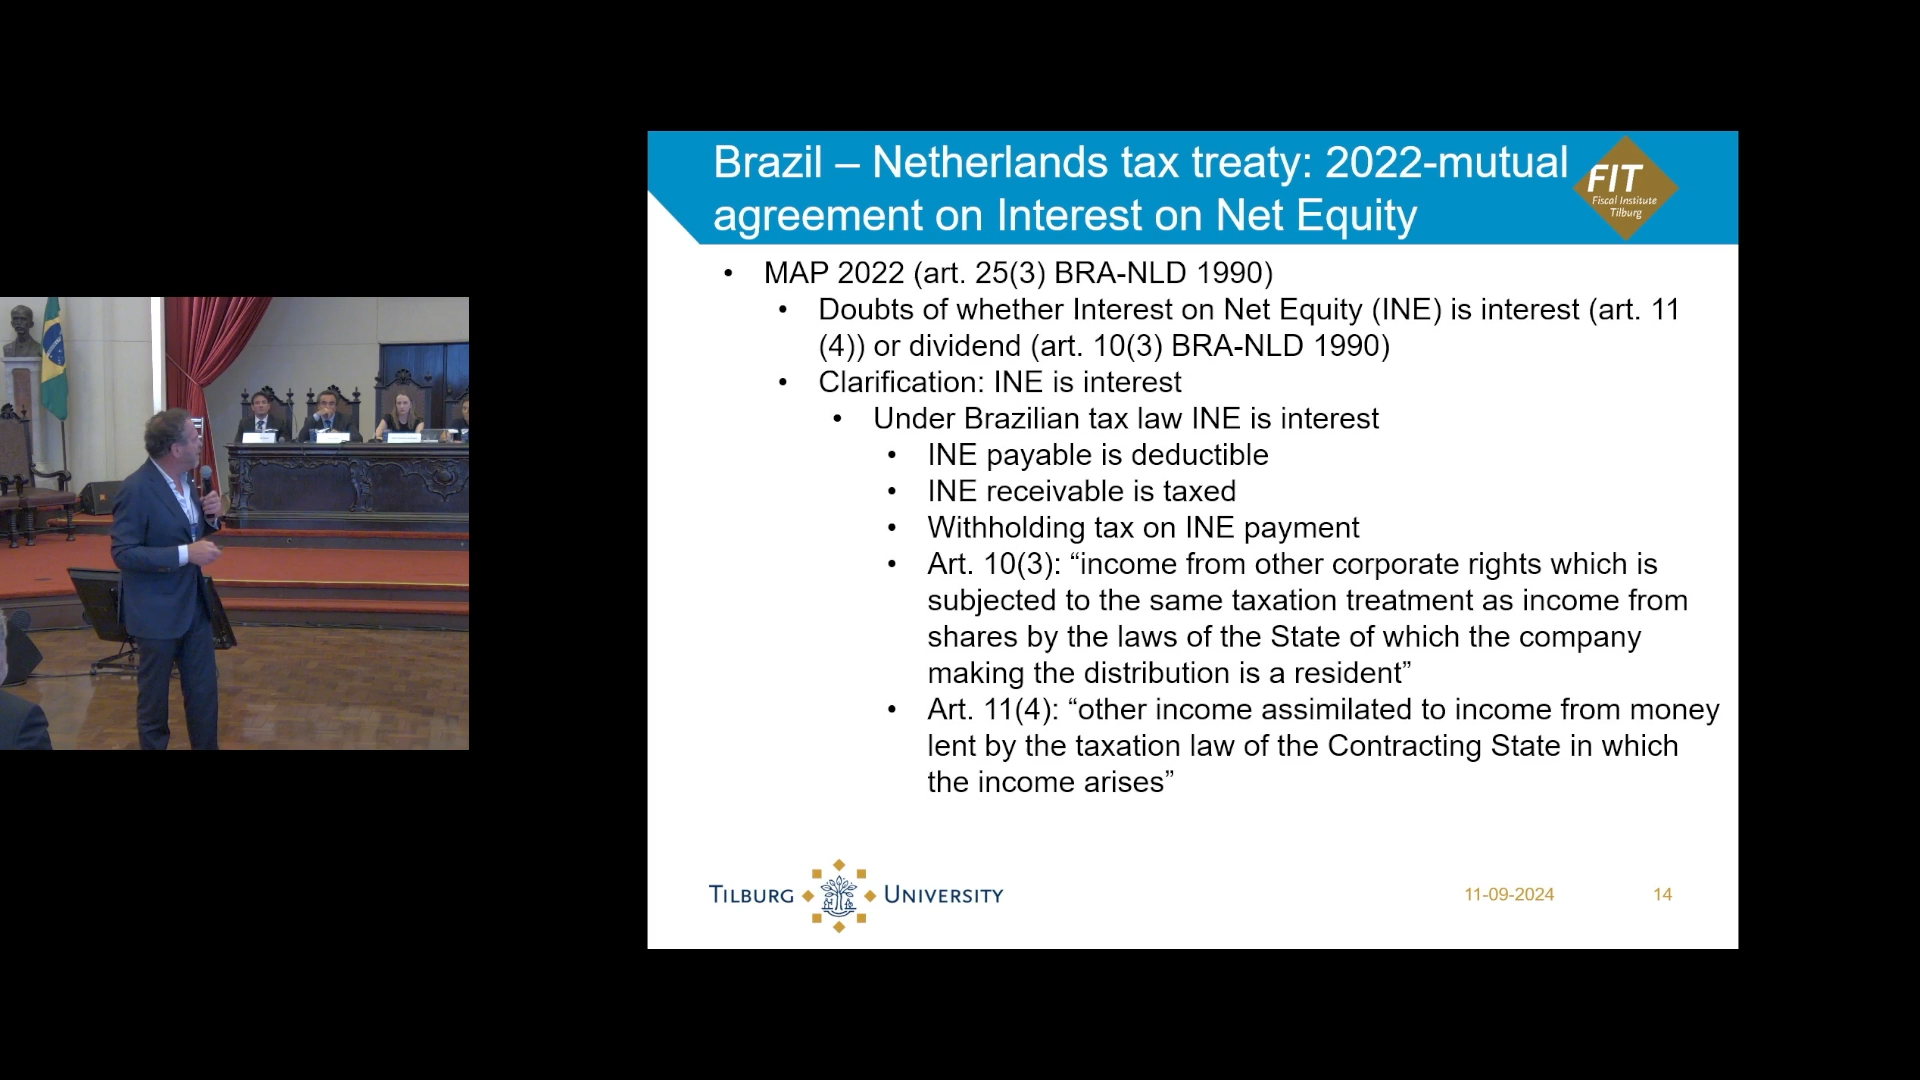 Brazil – Netherlands tax treaty: 2022-mutual
agreement on Interest on Net Equity
FIT
Fiscal Institute
Tilburg
• MAP 2022 (art. 25(3) BRA-NLD 1990)
• Doubts of whether Interest on Net Equity (INE) is interest (art. 11
(4)) or dividend (art. 10(3) BRA-NLD 1990)
• Clarification: INE is interest
• Under Brazilian tax law INE is interest
• INE payable is deductible
• INE receivable is taxed
• Withholding tax on INE payment
• Art. 10(3): “income from other corporate rights which is
subjected to the same taxation treatment as income from
shares by the laws of the State of which the company
making the distribution is a resident”
• Art. 11(4): “other income assimilated to income from money
lent by the taxation law of the Contracting State in which
the income arises”
TILBURG UNIVERSITY
11-09-2024 14